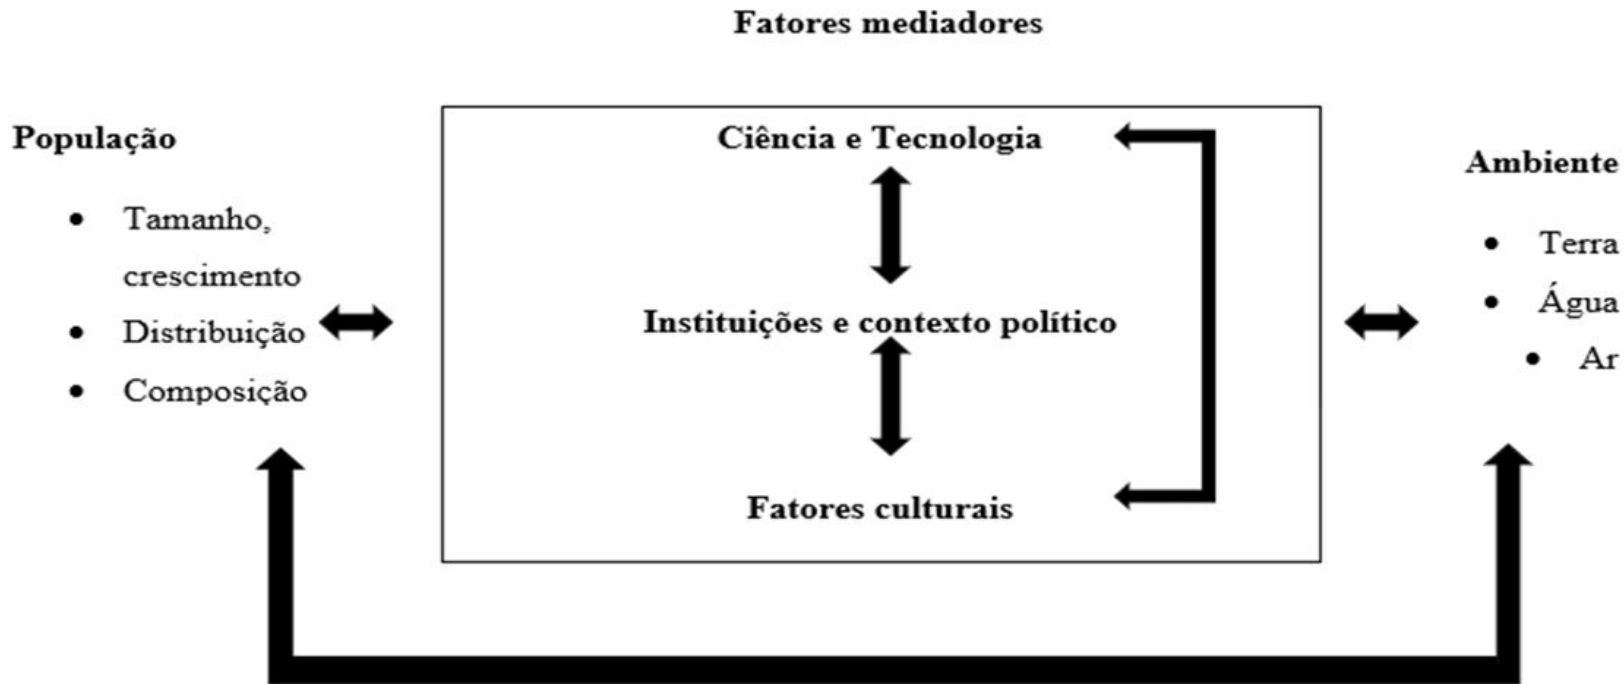 Fatores mediadores
População
• Tamanho,
crescimento
• Distribuição
• Composição
Ciência e Tecnologia
Instituições e contexto político
Fatores culturais
Ambiente
• Terra
• Água
• Ar